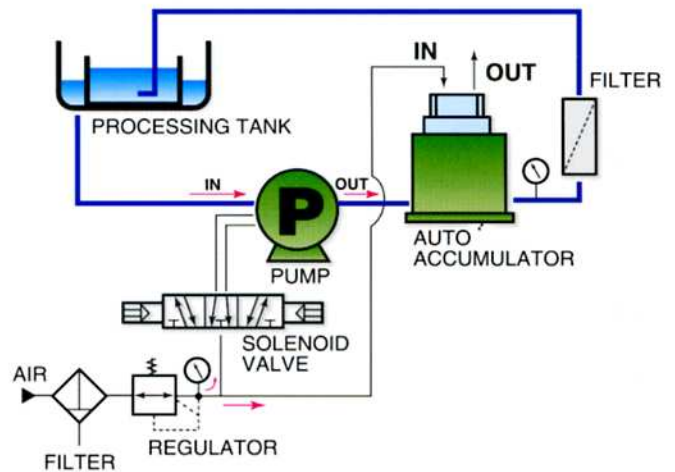 IN
OUT
FILTER
PROCESSING TANK
IN
OUT
P
PUMP
AUTO
ACCUMULATOR
SOLENOID
VALVE
AIR
REGULATOR
FILTER